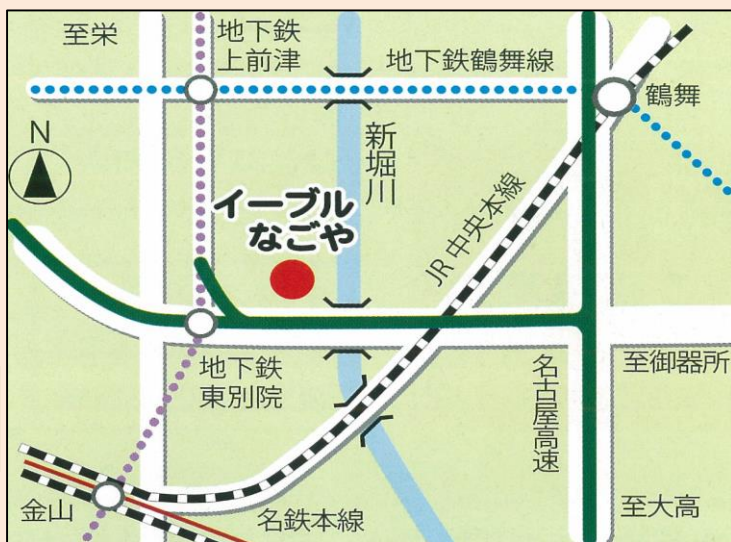 至栄
地下鉄
上前津
地下鉄鶴舞線
鶴舞
N
新堀川
イーブル
なごや
JR中央本線
地下鉄
東別院
名古屋高速
至御器所
金山
名鉄本線
至大高